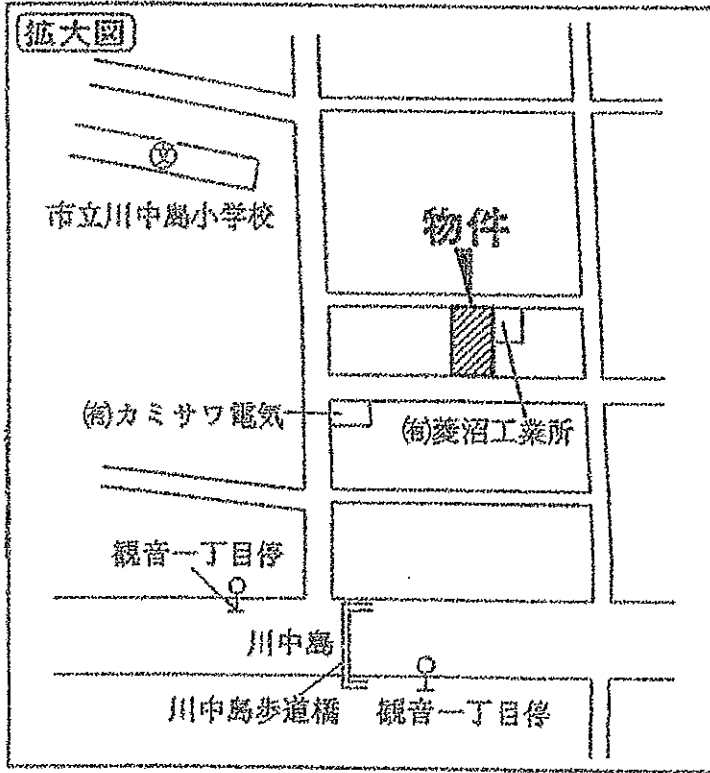 拡大図
市立川中島小学校
物件
㈲カミサワ電気
㈲菱沼工業所
観音一丁目停
川中島
川中島歩道橋
観音一丁目停